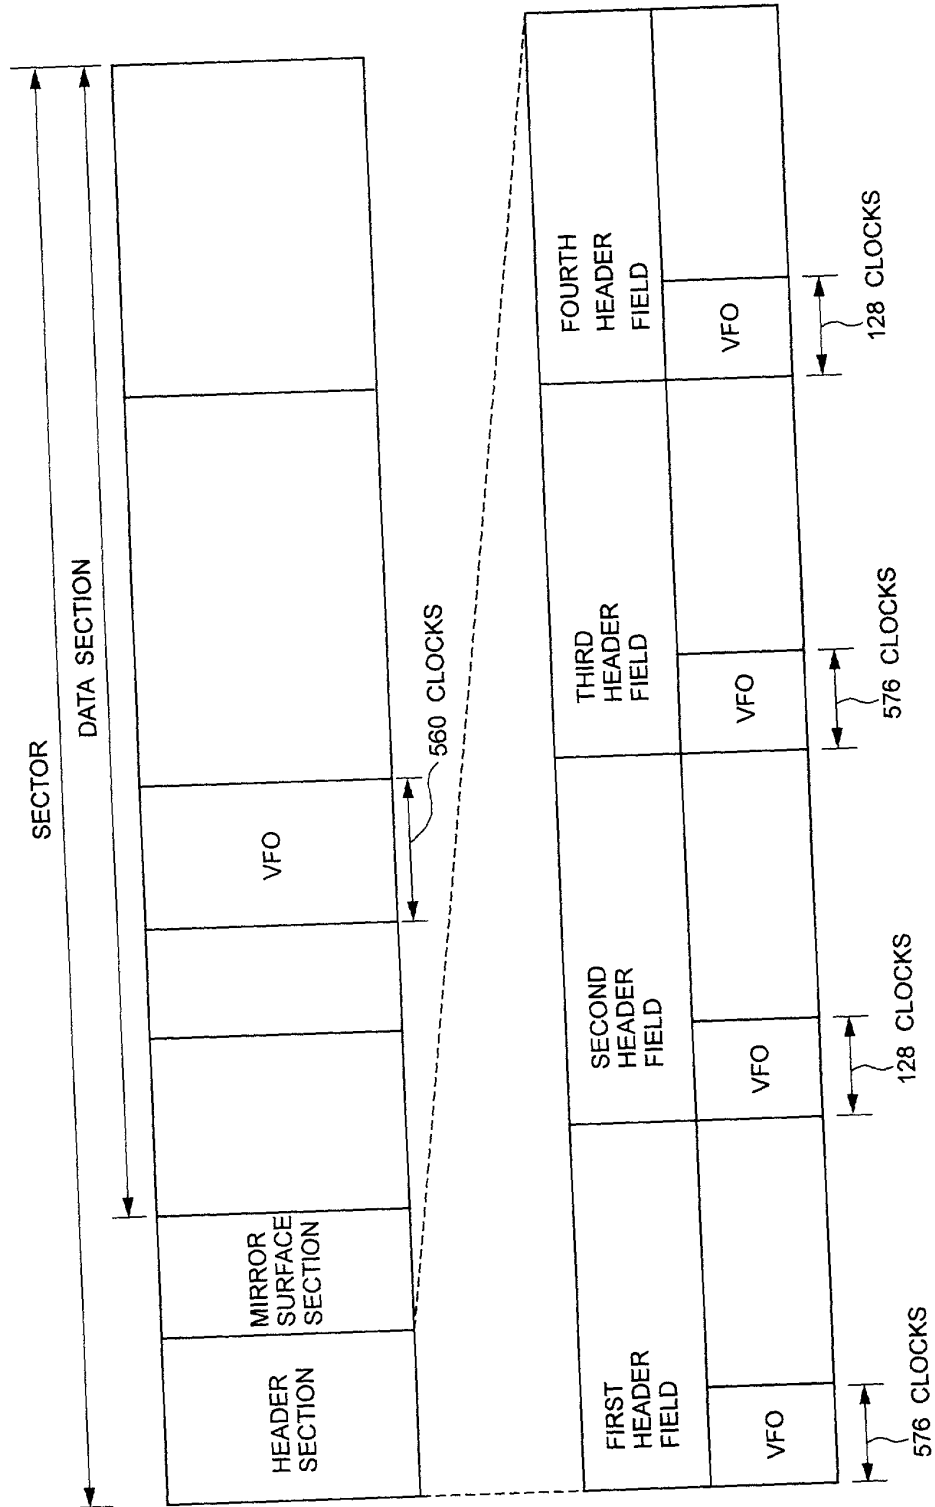 SECTOR
DATA SECTION
HEADER
SECTION
MIRROR
SURFACE
SECTION
VFO
560 CLOCKS
FIRST
HEADER
FIELD
SECOND
HEADER
FIELD
THIRD
HEADER
FIELD
FOURTH
HEADER
FIELD
VFO
VFO
VFO
VFO
576 CLOCKS
128 CLOCKS
576 CLOCKS
128 CLOCKS